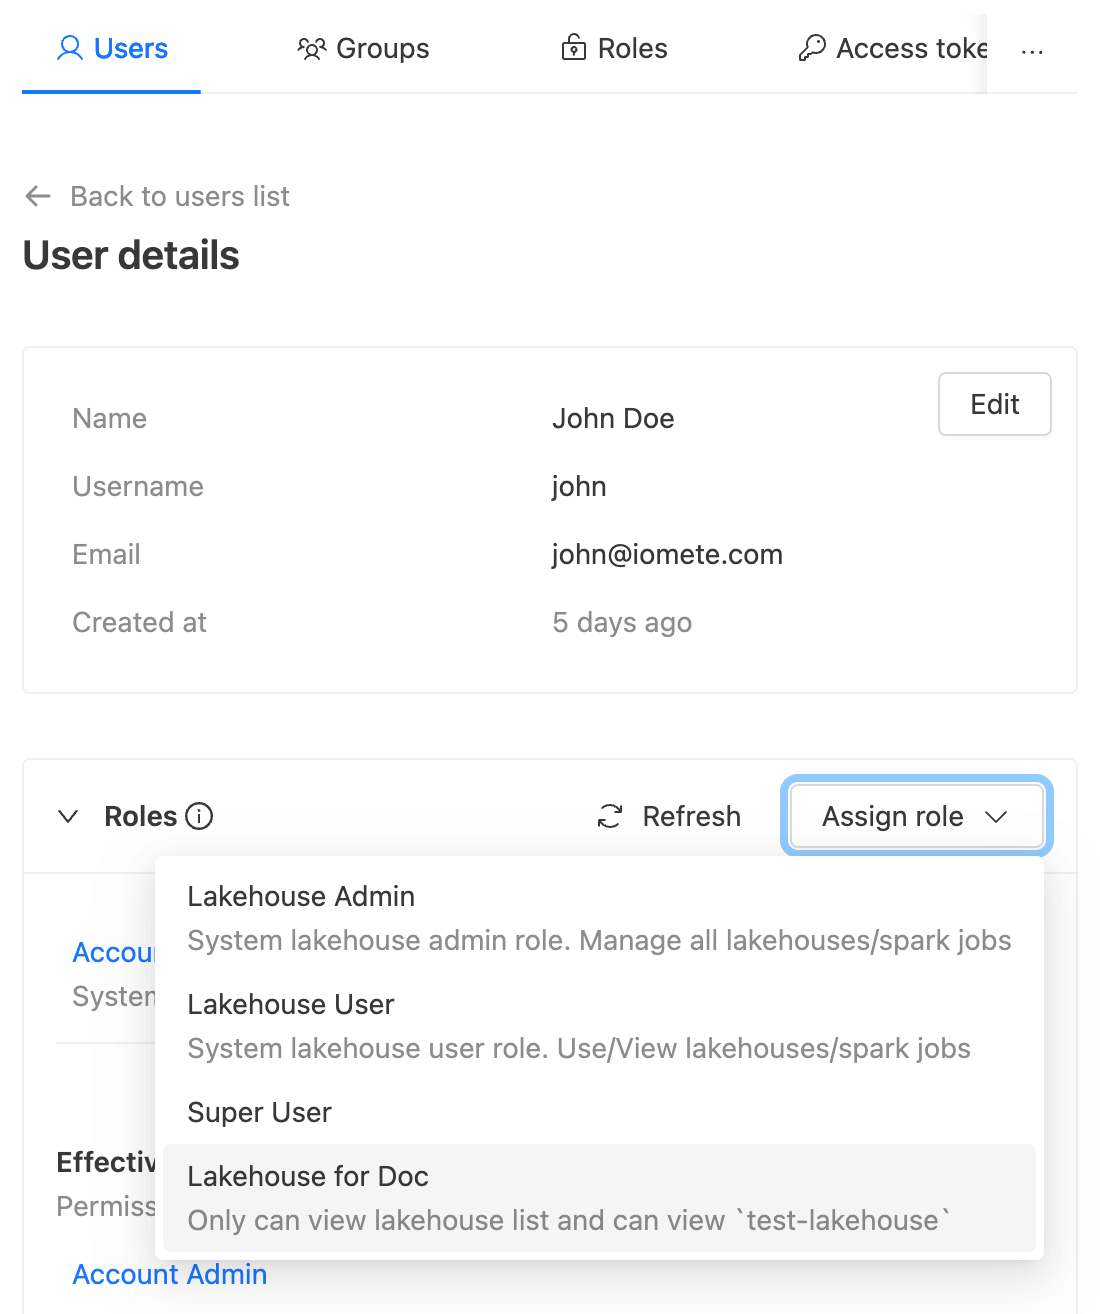 Users Groups Roles Access toke ...
Back to users list
User details
Name John Doe Edit
Username john
Email john@iomete.com
Created at 5 days ago
Roles Refresh Assign role
Lakehouse Admin
System lakehouse admin role. Manage all lakehouses/spark jobs
Lakehouse User
System lakehouse user role. Use/View lakehouses/spark jobs
Super User
Lakehouse for Doc
Only can view lakehouse list and can view `test-lakehouse`
Accou
System
Effectiv
Permiss
Account Admin